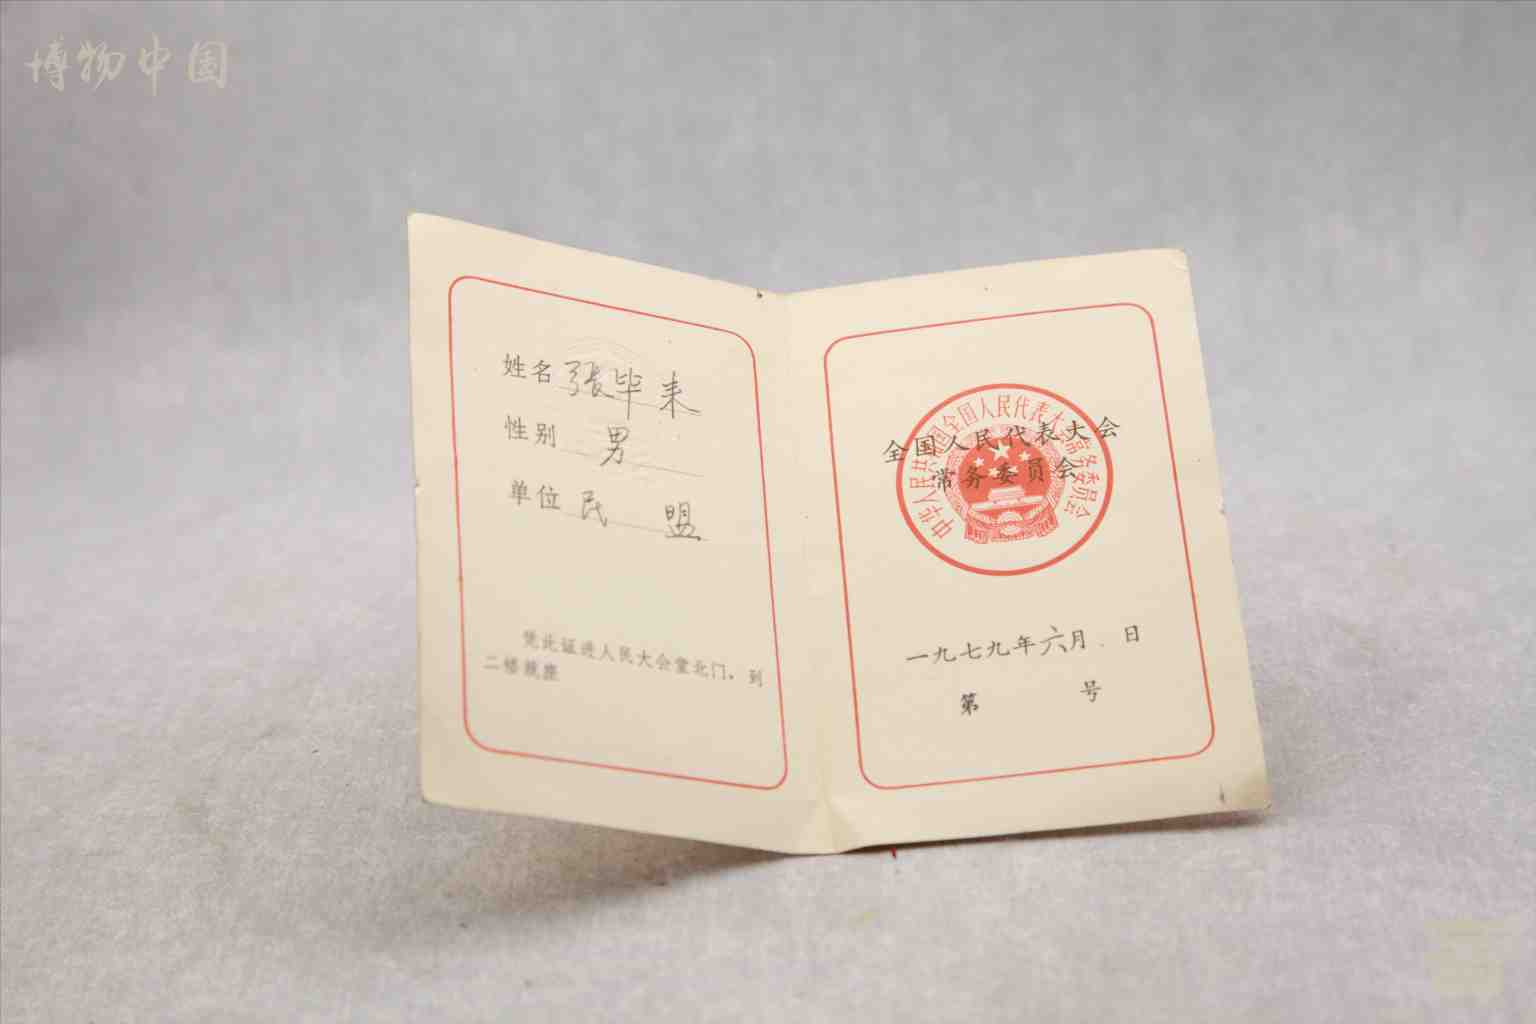 博物中国
姓名 张毕来
性别 男
单位 民盟
凭此证进人民大会堂北门，到
二楼就座
中华人民共和国全国人民代表大会常务委员会
全国人民代表大会
常务委员会
一九七九年六月 日
第 号